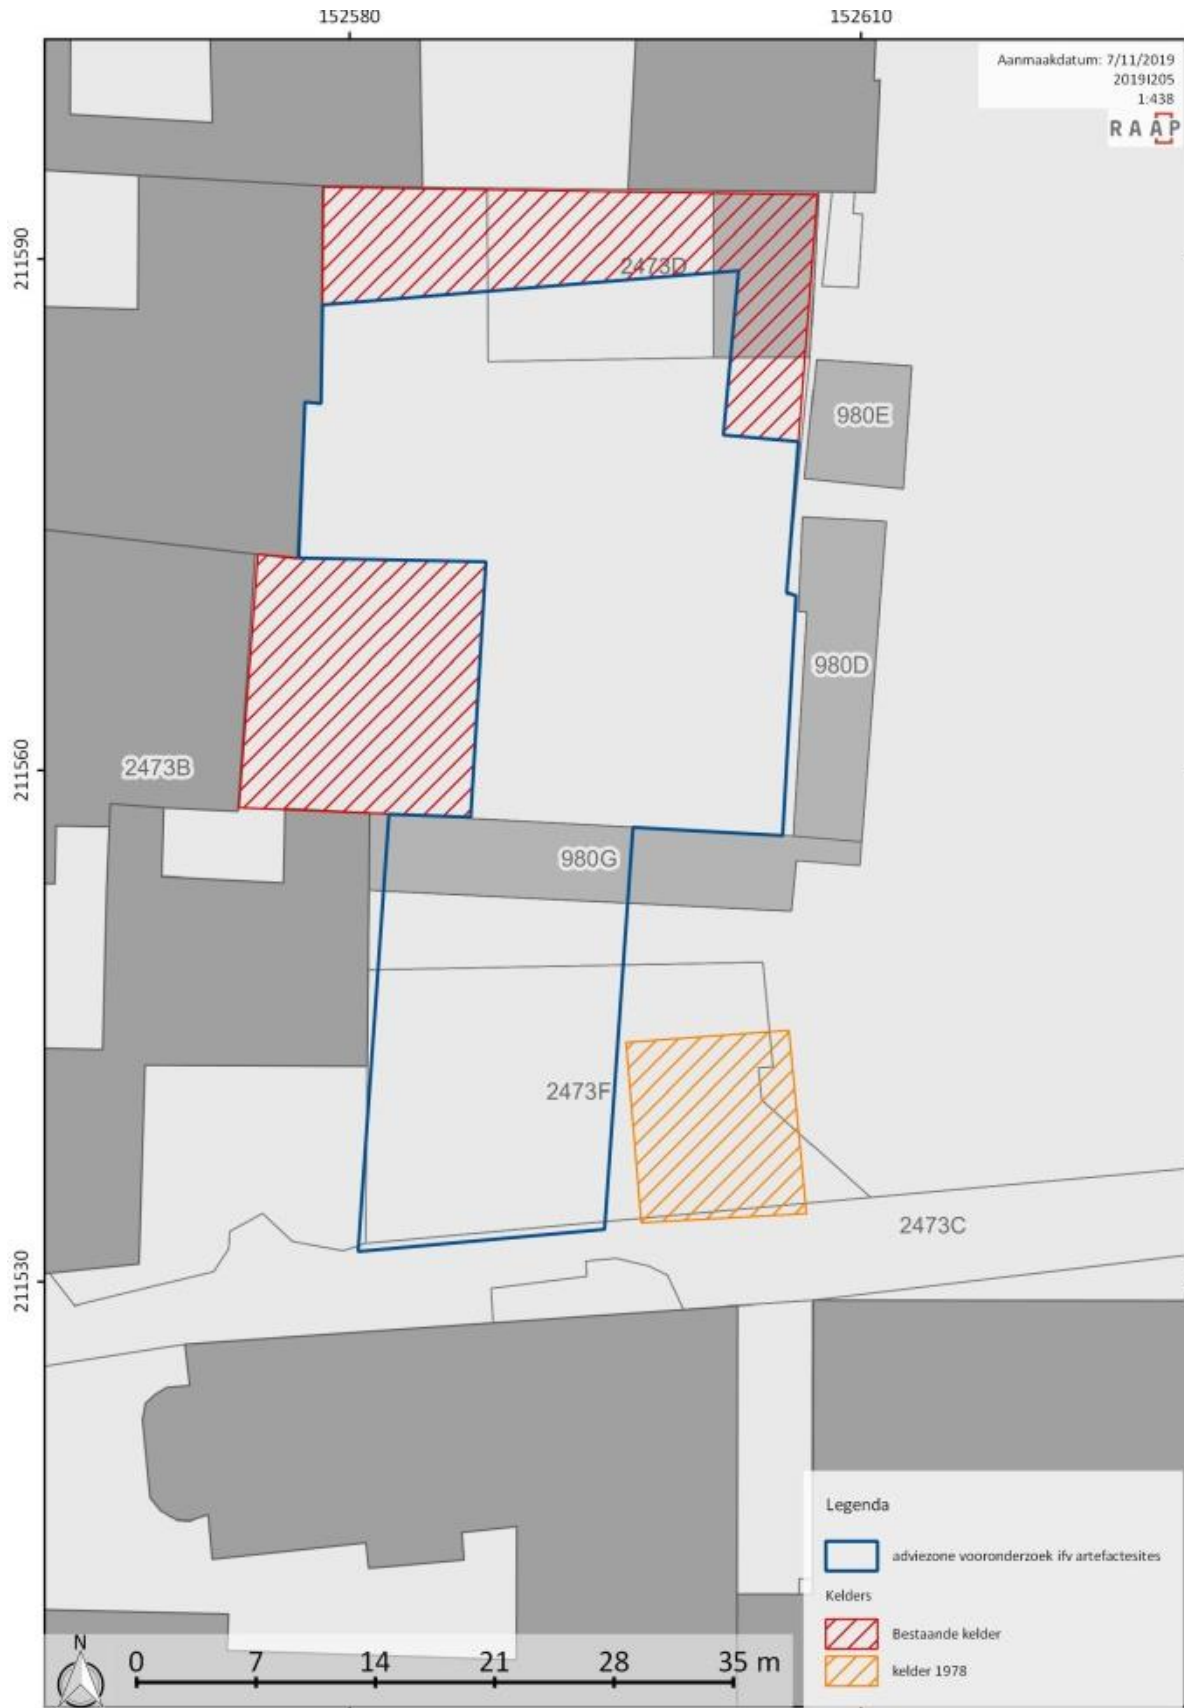 152580
152610
Aanmaakdatum: 7/11/2019
2019I205
1:438
RAAP
211590
2473D
980E
980D
211560
2473B
980G
2473F
2473C
211530
Legenda
adviezone vooronderzoek ifv artefactesites
Kelders
Bestaande kelder
kelder 1978
N
0 7 14 21 28 35 m